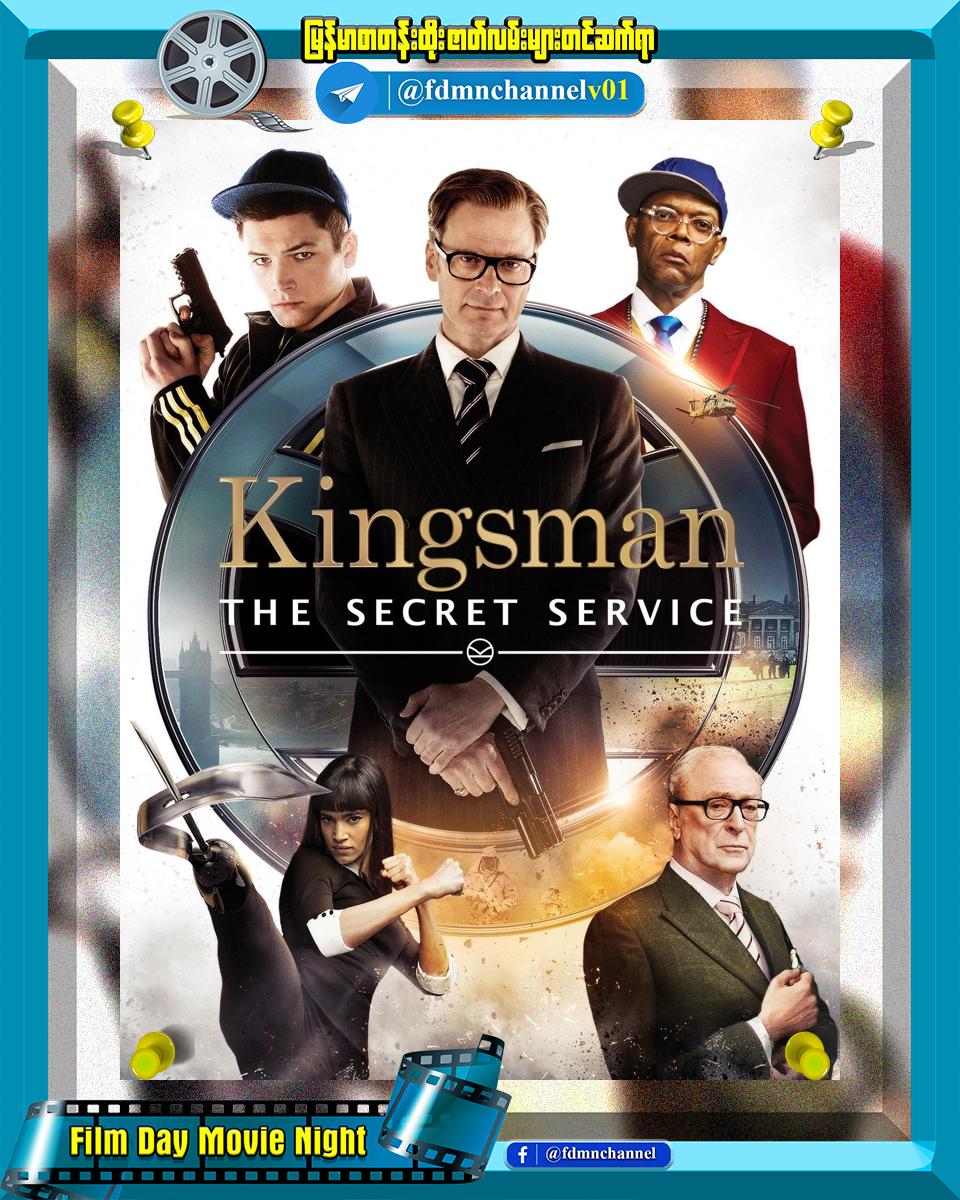 မြန်မာစာတန်းထိုးဇာတ်လမ်းများတင်ဆက်ရာ
@fdmnchannelv01
Kingsman
THE SECRET SERVICE
Film Day Movie Night
f @fdmnchannel